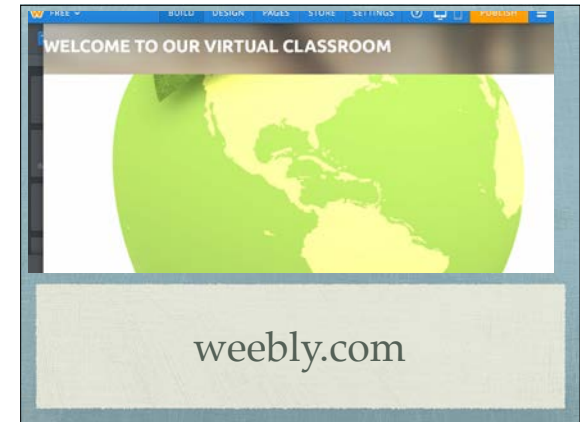 FREE BUILD DESIGN PAGES STORE SETTINGS PUBLISH
WELCOME TO OUR VIRTUAL CLASSROOM
weebly.com